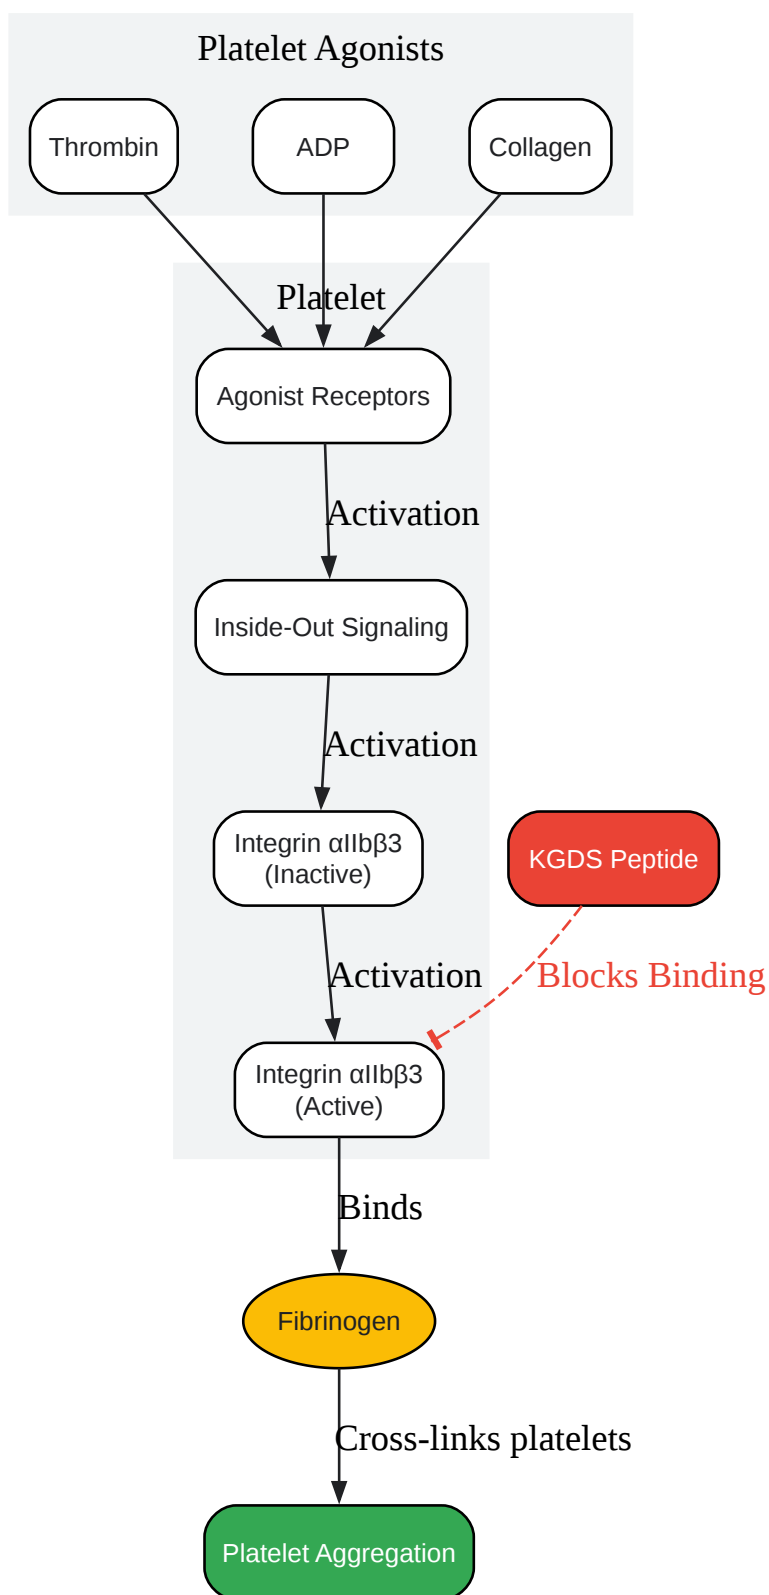 Platelet Agonists
Thrombin
ADP
Collagen
Platelet
Agonist Receptors
Activation
Inside-Out Signaling
Activation
Integrin αIIbβ3
(Inactive)
KGDS Peptide
Activation
Blocks Binding
Integrin αIIbβ3
(Active)
Binds
Fibrinogen
Cross-links platelets
Platelet Aggregation